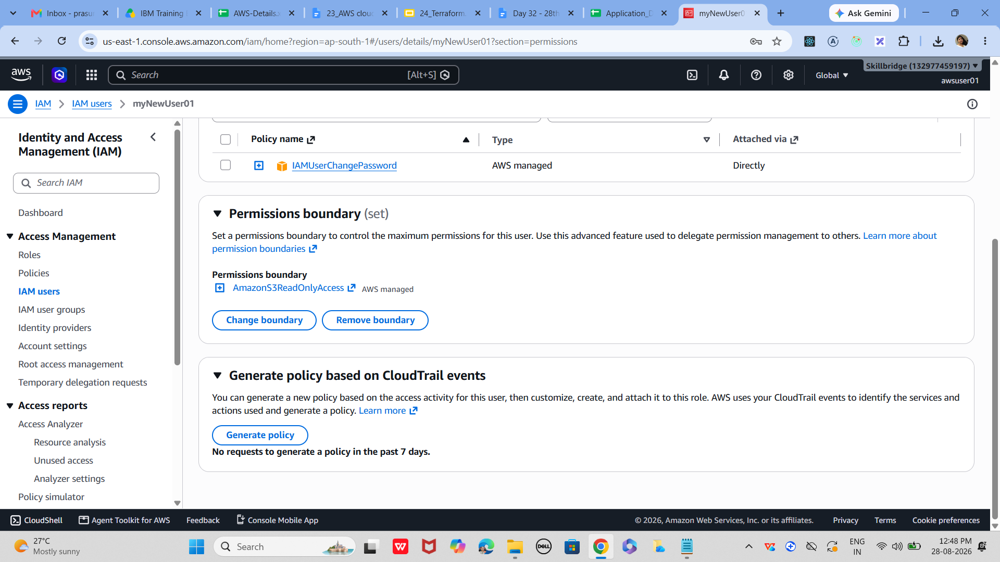 Inbox - prasu
IBM Training
AWS-Details.x
23_AWS clou
24_Terraform.
Day 32 - 28th
Application_D
myNewUser0
Ask Gemini
us-east-1.console.aws.amazon.com/iam/home?region=ap-south-1#/users/details/myNewUser01?section=permissions
aws
Search
[Alt+S]
Global
Skillbridge (132977459197)
awsuser01
IAM
IAM users
myNewUser01
Identity and Access
Management (IAM)
Search IAM
Dashboard
Access Management
Roles
Policies
IAM users
IAM user groups
Identity providers
Account settings
Root access management
Temporary delegation requests
Access reports
Access Analyzer
Resource analysis
Unused access
Analyzer settings
Policy simulator
Policy name
Type
Attached via
IAMUserChangePassword
AWS managed
Directly
Permissions boundary (set)
Set a permissions boundary to control the maximum permissions for this user. Use this advanced feature used to delegate permission management to others. Learn more about
permission boundaries
Permissions boundary
AmazonS3ReadOnlyAccess
AWS managed
Change boundary
Remove boundary
Generate policy based on CloudTrail events
You can generate a new policy based on the access activity for this user, then customize, create, and attach it to this role. AWS uses your CloudTrail events to identify the services and
actions used and generate a policy. Learn more
Generate policy
No requests to generate a policy in the past 7 days.
CloudShell
Agent Toolkit for AWS
Feedback
Console Mobile App
© 2026, Amazon Web Services, Inc. or its affiliates.
Privacy
Terms
Cookie preferences
27°C
Mostly sunny
Search
DELL
ENG
IN
12:48 PM
28-08-2026